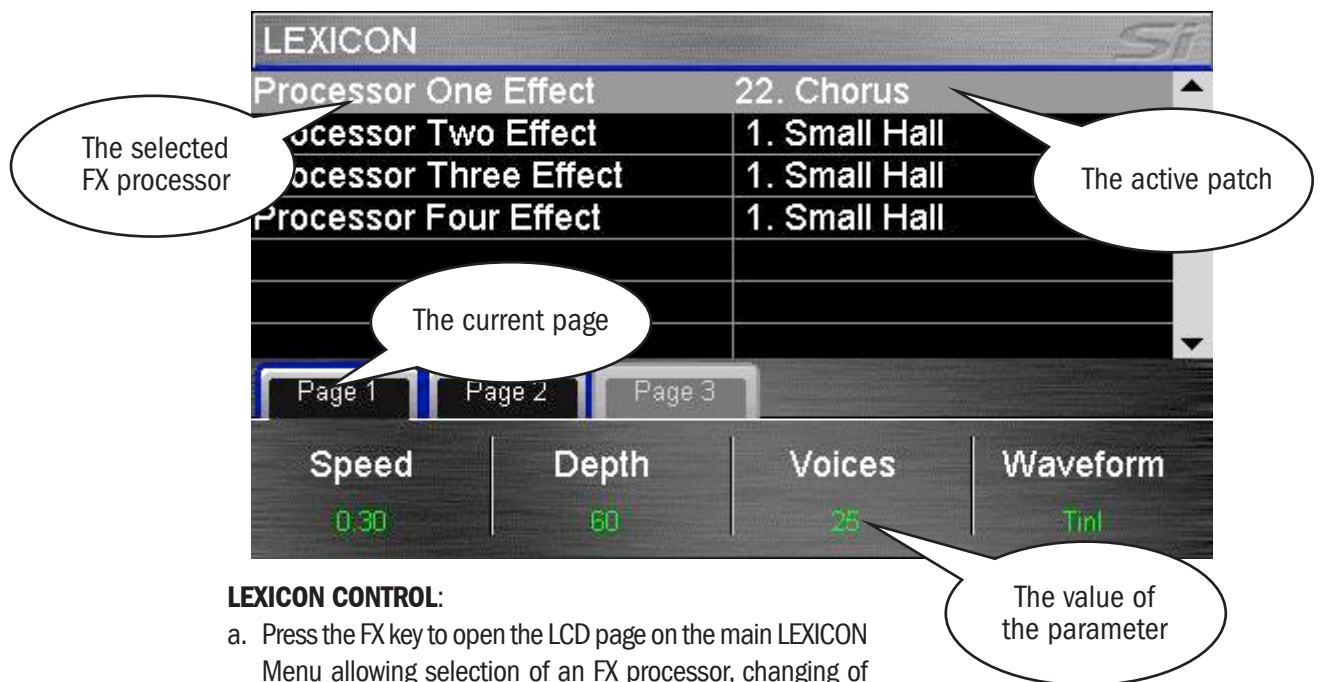 LEXICON
Si
Processor One Effect 22. Chorus
ocessor Two Effect 1. Small Hall
ocessor Three Effect 1. Small Hall
Processor Four Effect 1. Small Hall
The selected
FX processor
The active patch
The current page
Page 1 Page 2 Page 3
Speed Depth Voices Waveform
0.30 60 25 Tinl
The value of
the parameter
LEXICON CONTROL:
a. Press the FX key to open the LCD page on the main LEXICON
Menu allowing selection of an FX processor, changing of